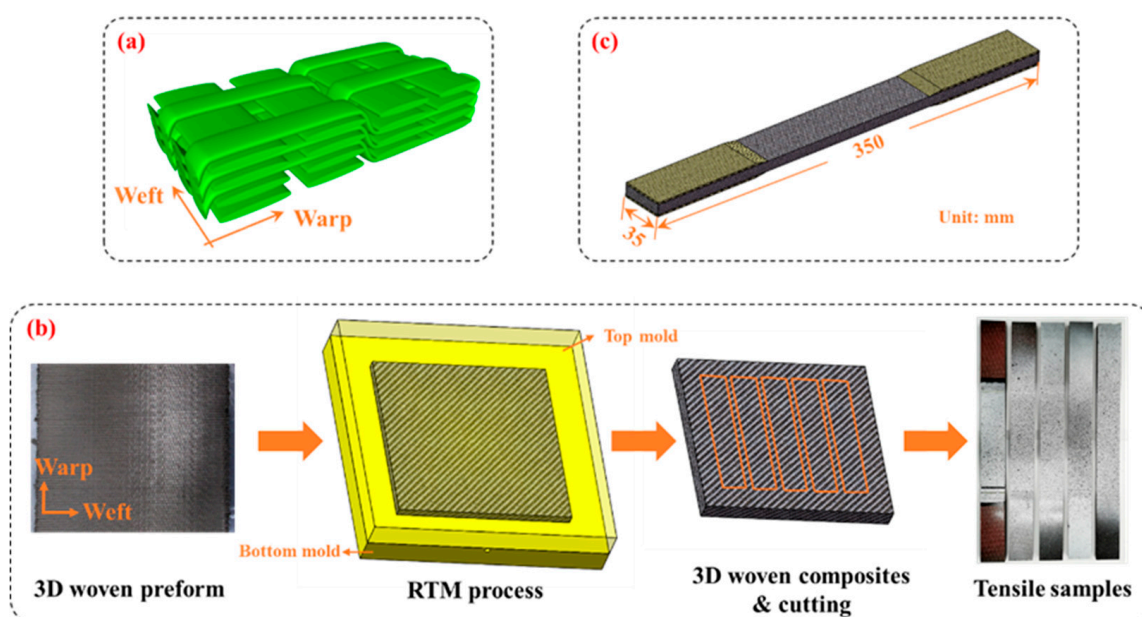 (a)
Weft
Warp
(c)
350
35
Unit: mm
(b)
Top mold
Warp
Weft
Bottom mold
3D woven preform
RTM process
3D woven composites
& cutting
Tensile samples